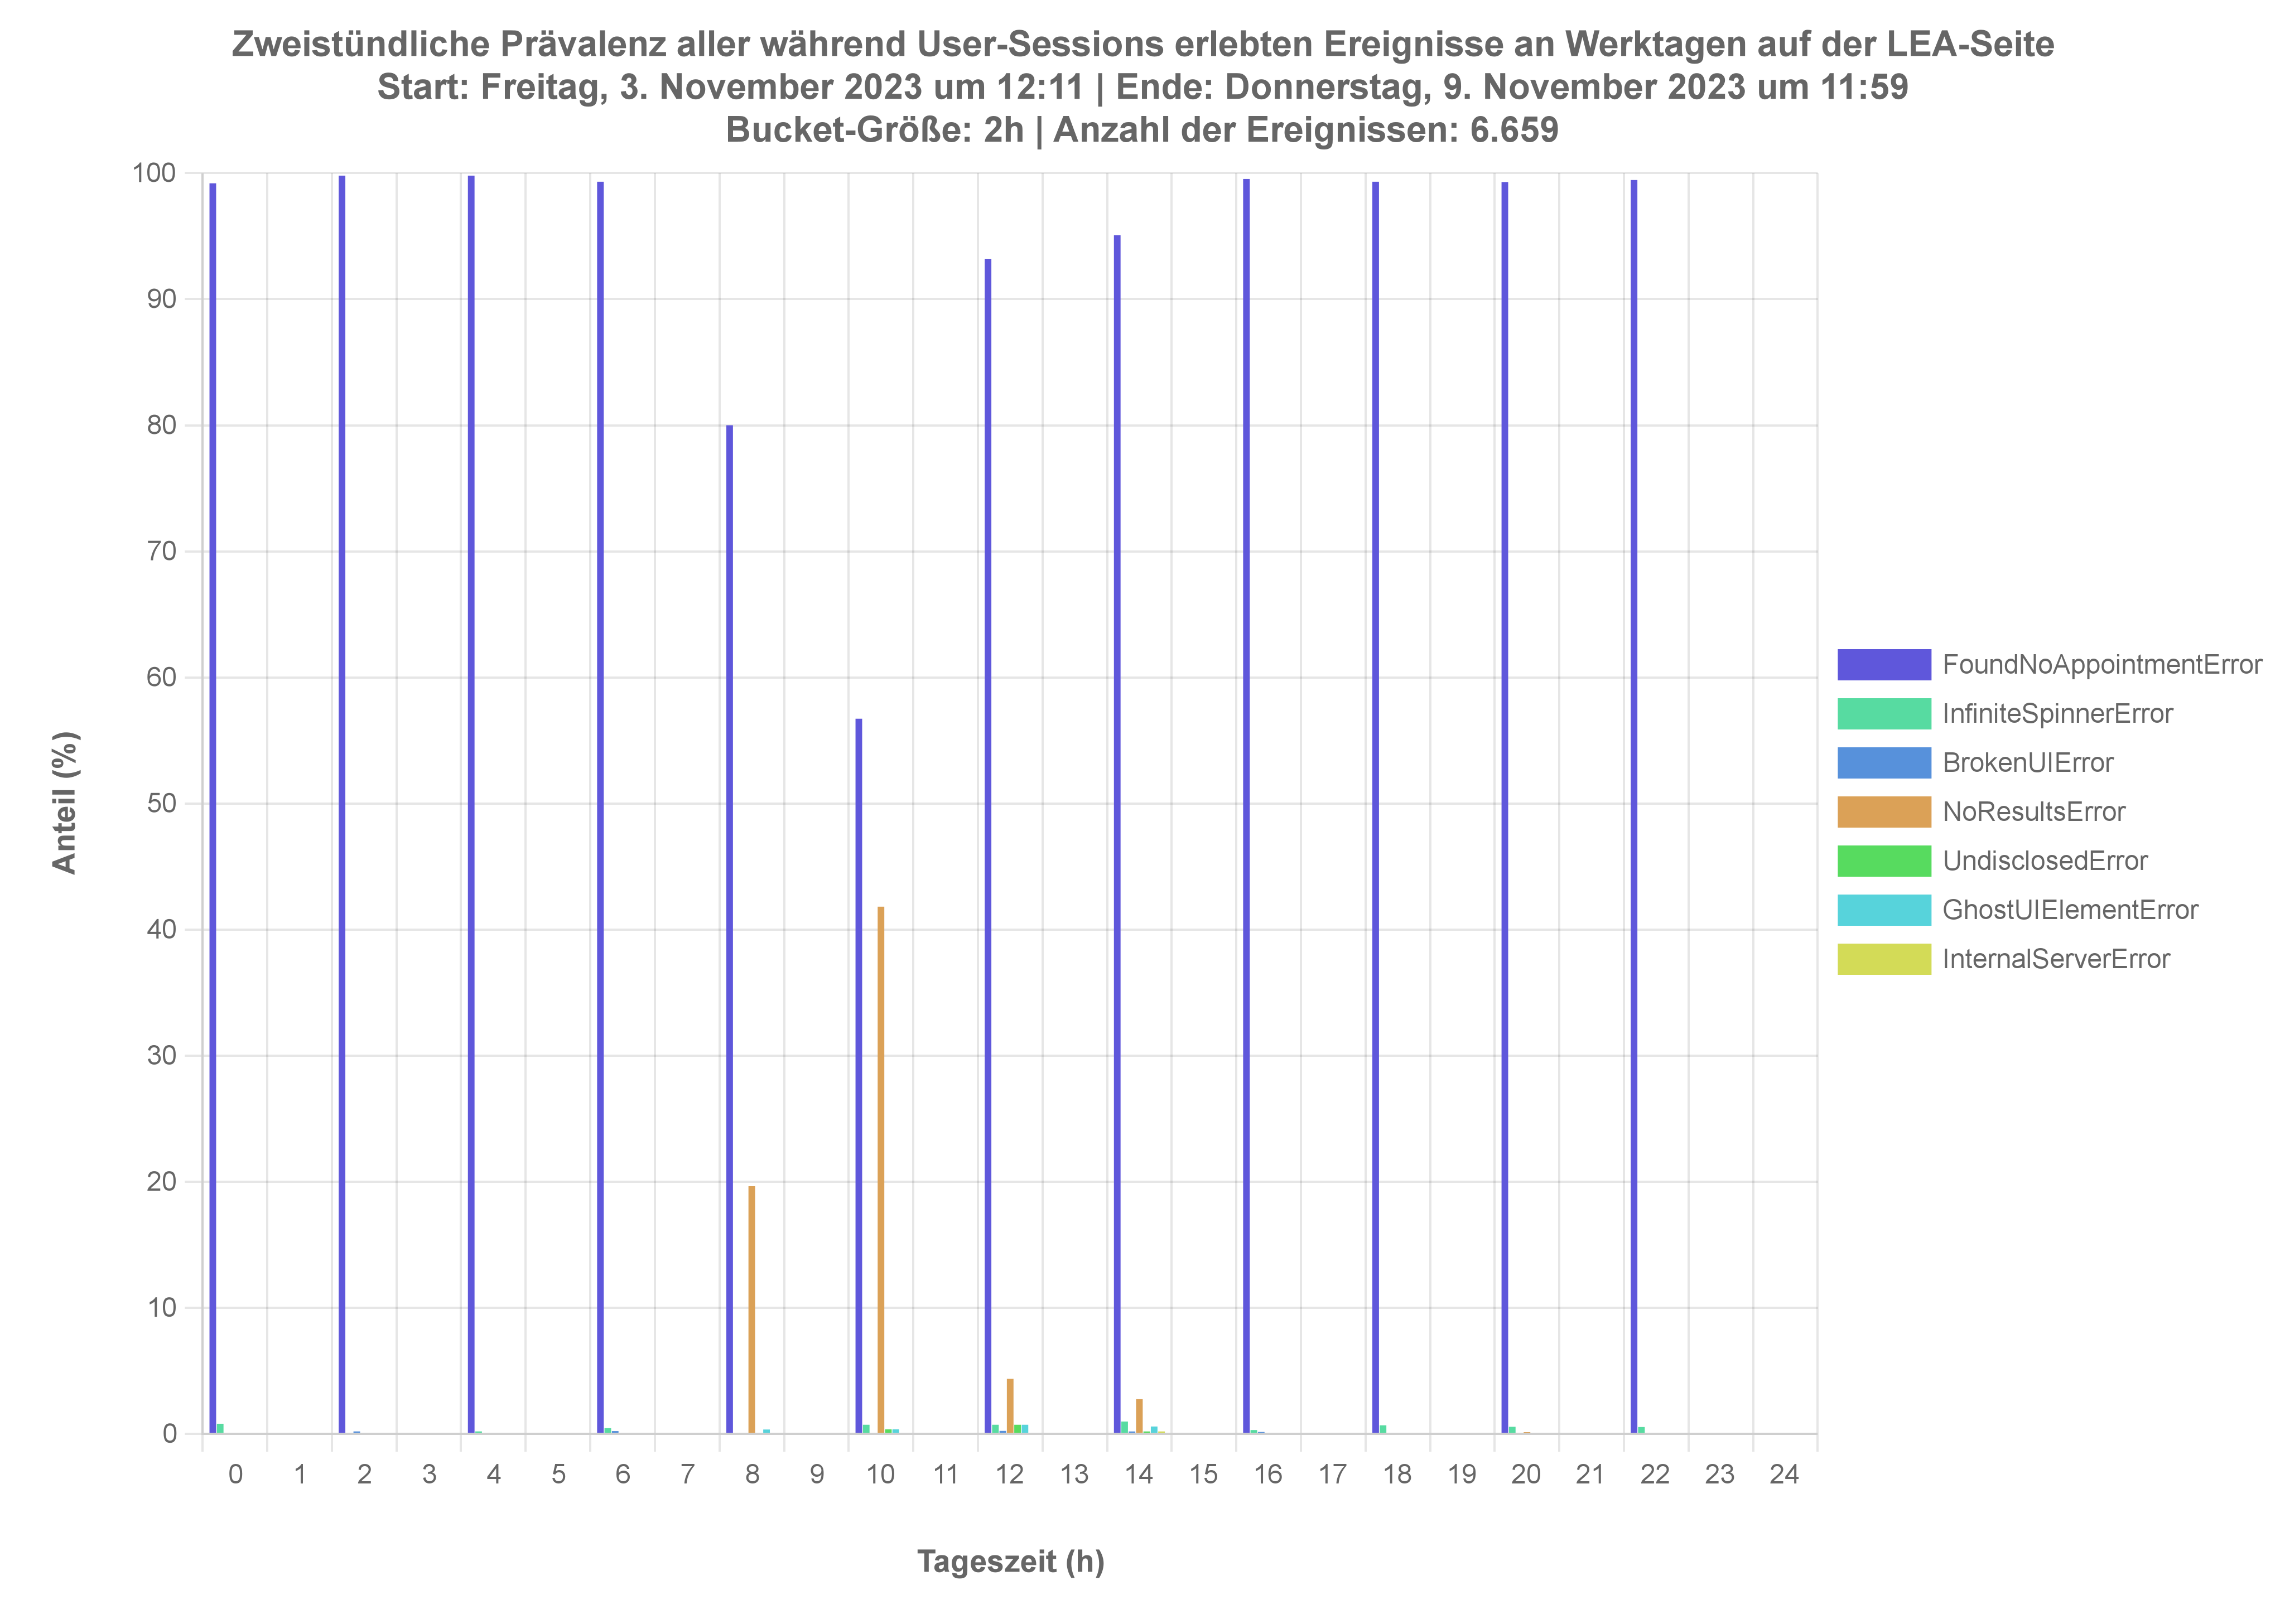 Zweistündliche Prävalenz aller während User-Sessions erlebten Ereignisse an Werktagen auf der LEA-Seite
Start: Freitag, 3. November 2023 um 12:11 | Ende: Donnerstag, 9. November 2023 um 11:59
Bucket-Größe: 2h | Anzahl der Ereignissen: 6.659
100
90
80
70
60
50
40
30
20
10
0
Anteil (%)
0 1 2 3 4 5 6 7 8 9 10 11 12 13 14 15 16 17 18 19 20 21 22 23 24
Tageszeit (h)
FoundNoAppointmentError
InfiniteSpinnerError
BrokenUIError
NoResultsError
UndisclosedError
GhostUIElementError
InternalServerError